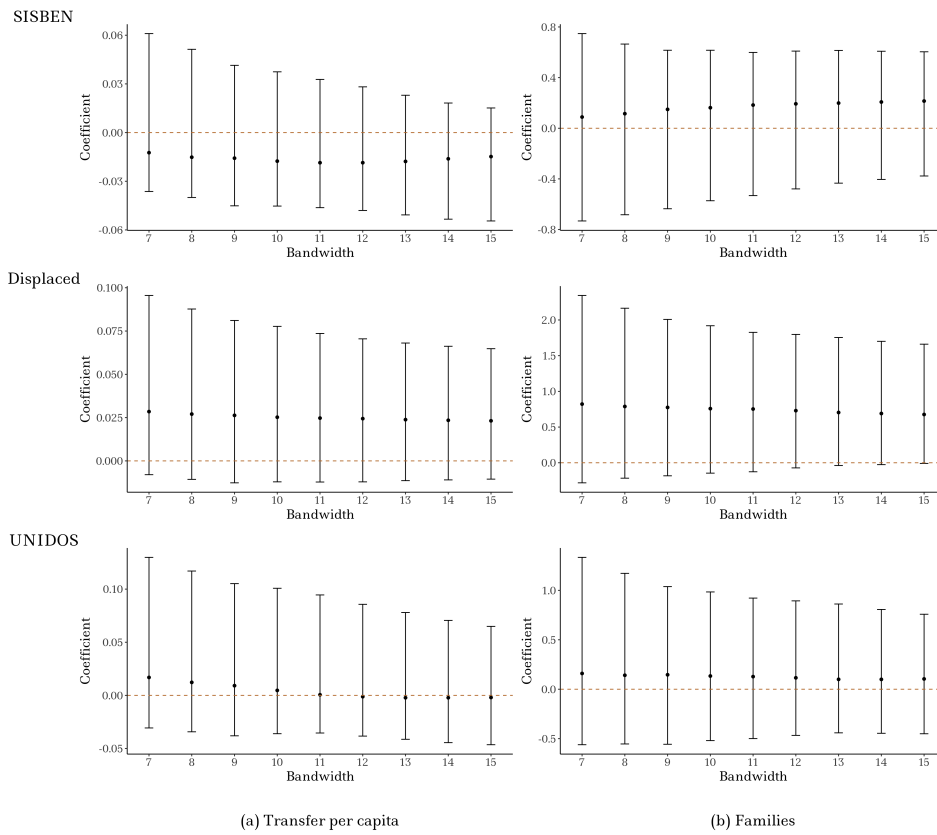 SISBEN
0.06
0.03
0.00
-0.03
-0.06
Coefficient
7 8 9 10 11 12 13 14 15
Bandwidth
0.8
0.4
0.0
-0.4
-0.8
Coefficient
7 8 9 10 11 12 13 14 15
Bandwidth
Displaced
0.100
0.075
0.050
0.025
0.000
Coefficient
7 8 9 10 11 12 13 14 15
Bandwidth
2.0
1.5
1.0
0.5
0.0
Coefficient
7 8 9 10 11 12 13 14 15
Bandwidth
UNIDOS
0.10
0.05
0.00
-0.05
Coefficient
7 8 9 10 11 12 13 14 15
Bandwidth
1.0
0.5
0.0
-0.5
Coefficient
7 8 9 10 11 12 13 14 15
Bandwidth
(a) Transfer per capita
(b) Families